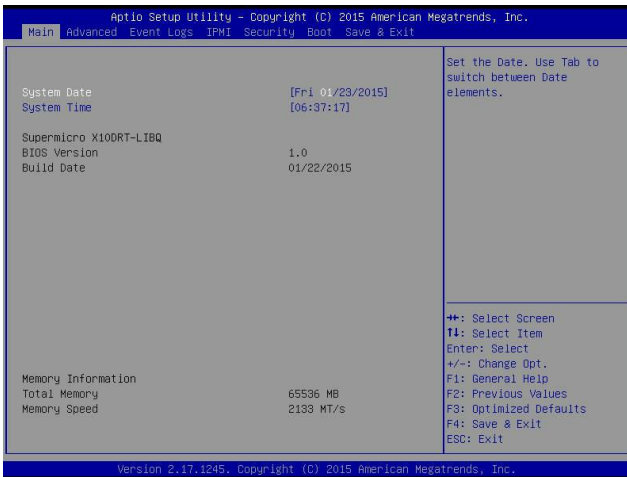 Aptio Setup Utility – Copyright (C) 2015 American Megatrends, Inc.
Main Advanced Event Logs IPMI Security Boot Save & Exit
System Date [Fri 01/23/2015]
System Time [06:37:17]
Supermicro X10DRT-LIBQ
BIOS Version 1.0
Build Date 01/22/2015
Memory Information
Total Memory 65536 MB
Memory Speed 2133 MT/s
Set the Date. Use Tab to
switch between Date
elements.
→←: Select Screen
↑↓: Select Item
Enter: Select
+/-: Change Opt.
F1: General Help
F2: Previous Values
F3: Optimized Defaults
F4: Save & Exit
ESC: Exit
Version 2.17.1245. Copyright (C) 2015 American Megatrends, Inc.